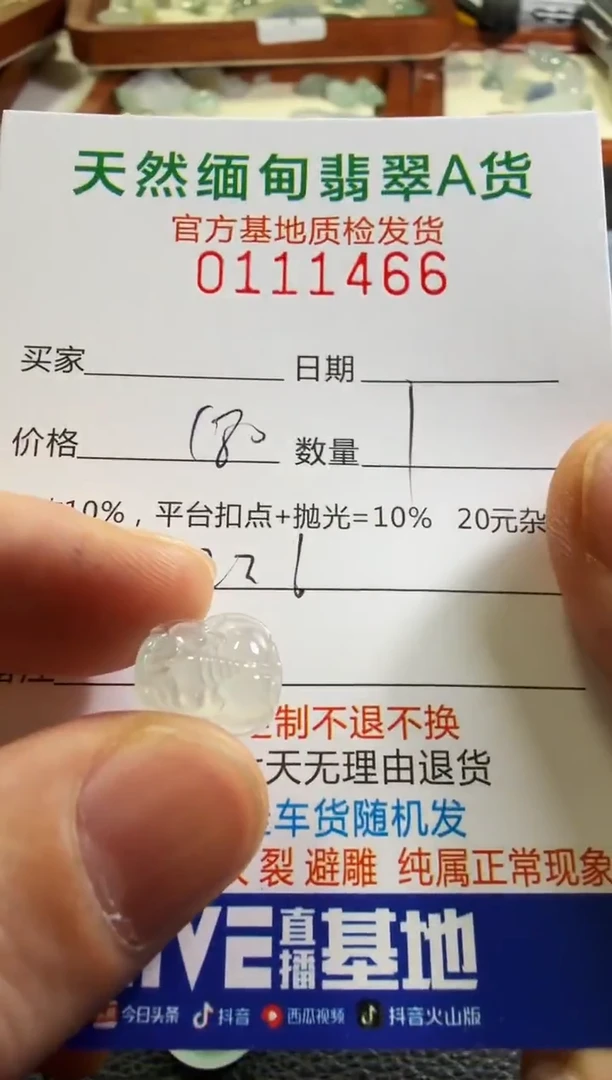 天然缅甸翡翠A货
官方基地质检发货
0111466
买家 日期
价格 180 数量 1
10%，平台扣点+抛光=10% 20元杂
制不退不换
天无理由退货
车货随机发
裂 避雕 纯属正常现象
LIVE 直播 基地
今日头条 抖音 西瓜视频 抖音火山版